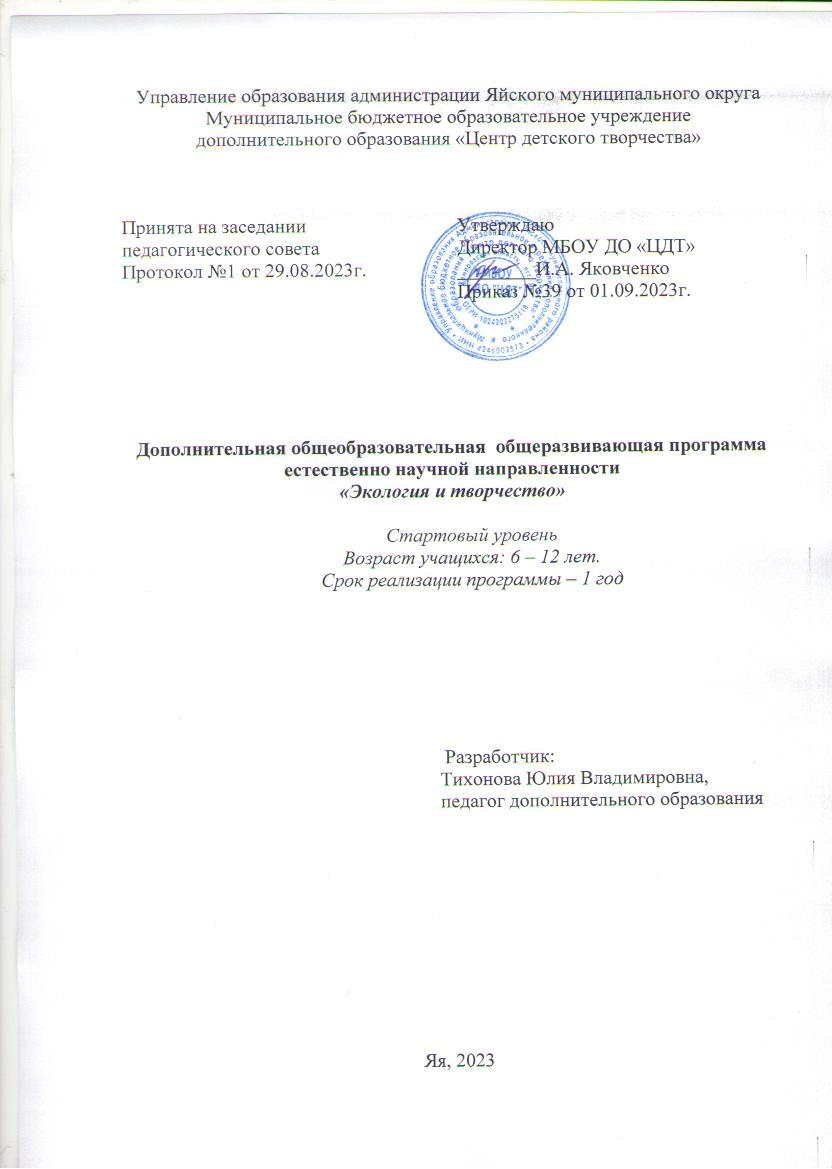 Управление образования администрации Яйского муниципального округа
Муниципальное бюджетное образовательное учреждение
дополнительного образования «Центр детского творчества»
Принята на заседании
педагогического совета
Протокол №1 от 29.08.2023г.
Утверждаю
Директор МБОУ ДО «ЦДТ»
И.А. Яковченко
Приказ №39 от 01.09.2023г.
Дополнительная общеобразовательная общеразвивающая программа
естественно научной направленности
«Экология и творчество»
Стартовый уровень
Возраст учащихся: 6 – 12 лет.
Срок реализации программы – 1 год
Разработчик:
Тихонова Юлия Владимировна,
педагог дополнительного образования
Яя, 2023